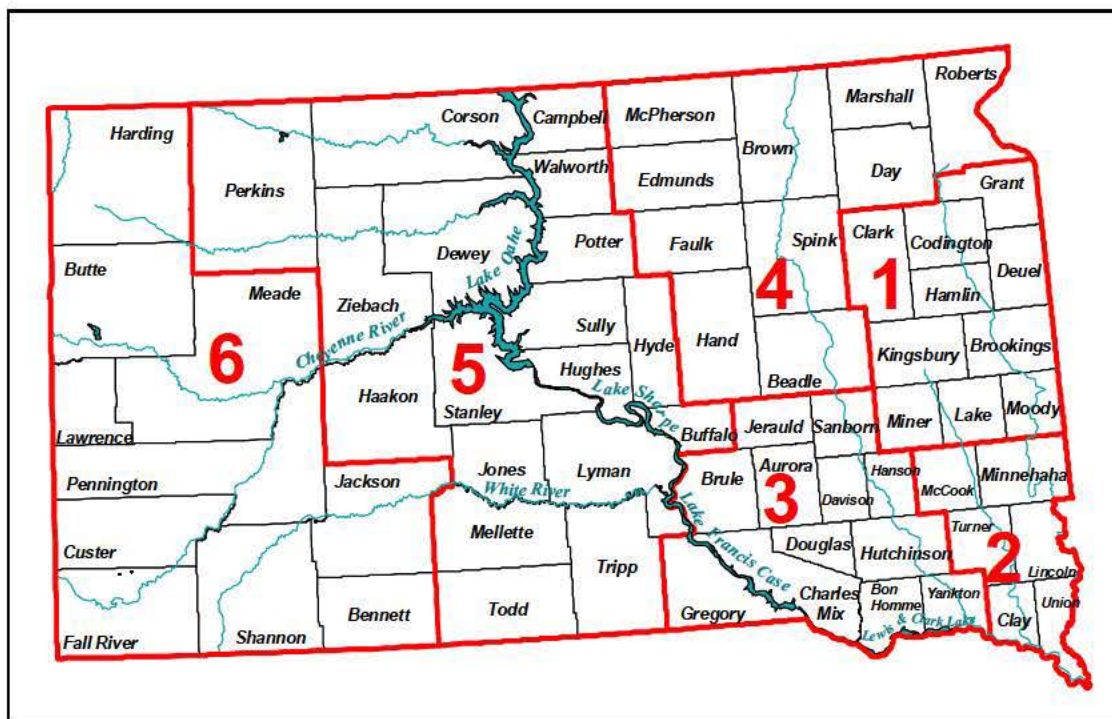 Roberts
Marshall
Harding
Corson
Campbell
McPherson
Brown
Walworth
Day
Perkins
Edmunds
Grant
Dewey
Lake Oahe
Potter
Faulk
Spink
Clark
Codington
Butte
Deuel
Meade
Ziebach
4
1
Hamlin
Sully
Hand
Hyde
Cheyenne River
6
5
Kingsbury
Brookings
Hughes
Haakon
Beadle
Lake Sharpe
Stanley
Lawrence
Buffalo
Jerauld
Sanborn
Miner
Lake
Moody
Jones
Lyman
Brule
Aurora
Hanson
Minnehaha
Pennington
Jackson
White River
3
Davison
McCook
Lake Francis Case
Turner
Custer
Mellette
Douglas
Hutchinson
2
Tripp
Lincoln
Charles
Mix
Bon
Homme
Yankton
Union
Fall River
Shannon
Bennett
Todd
Gregory
Clay
Lewis & Clark Lake